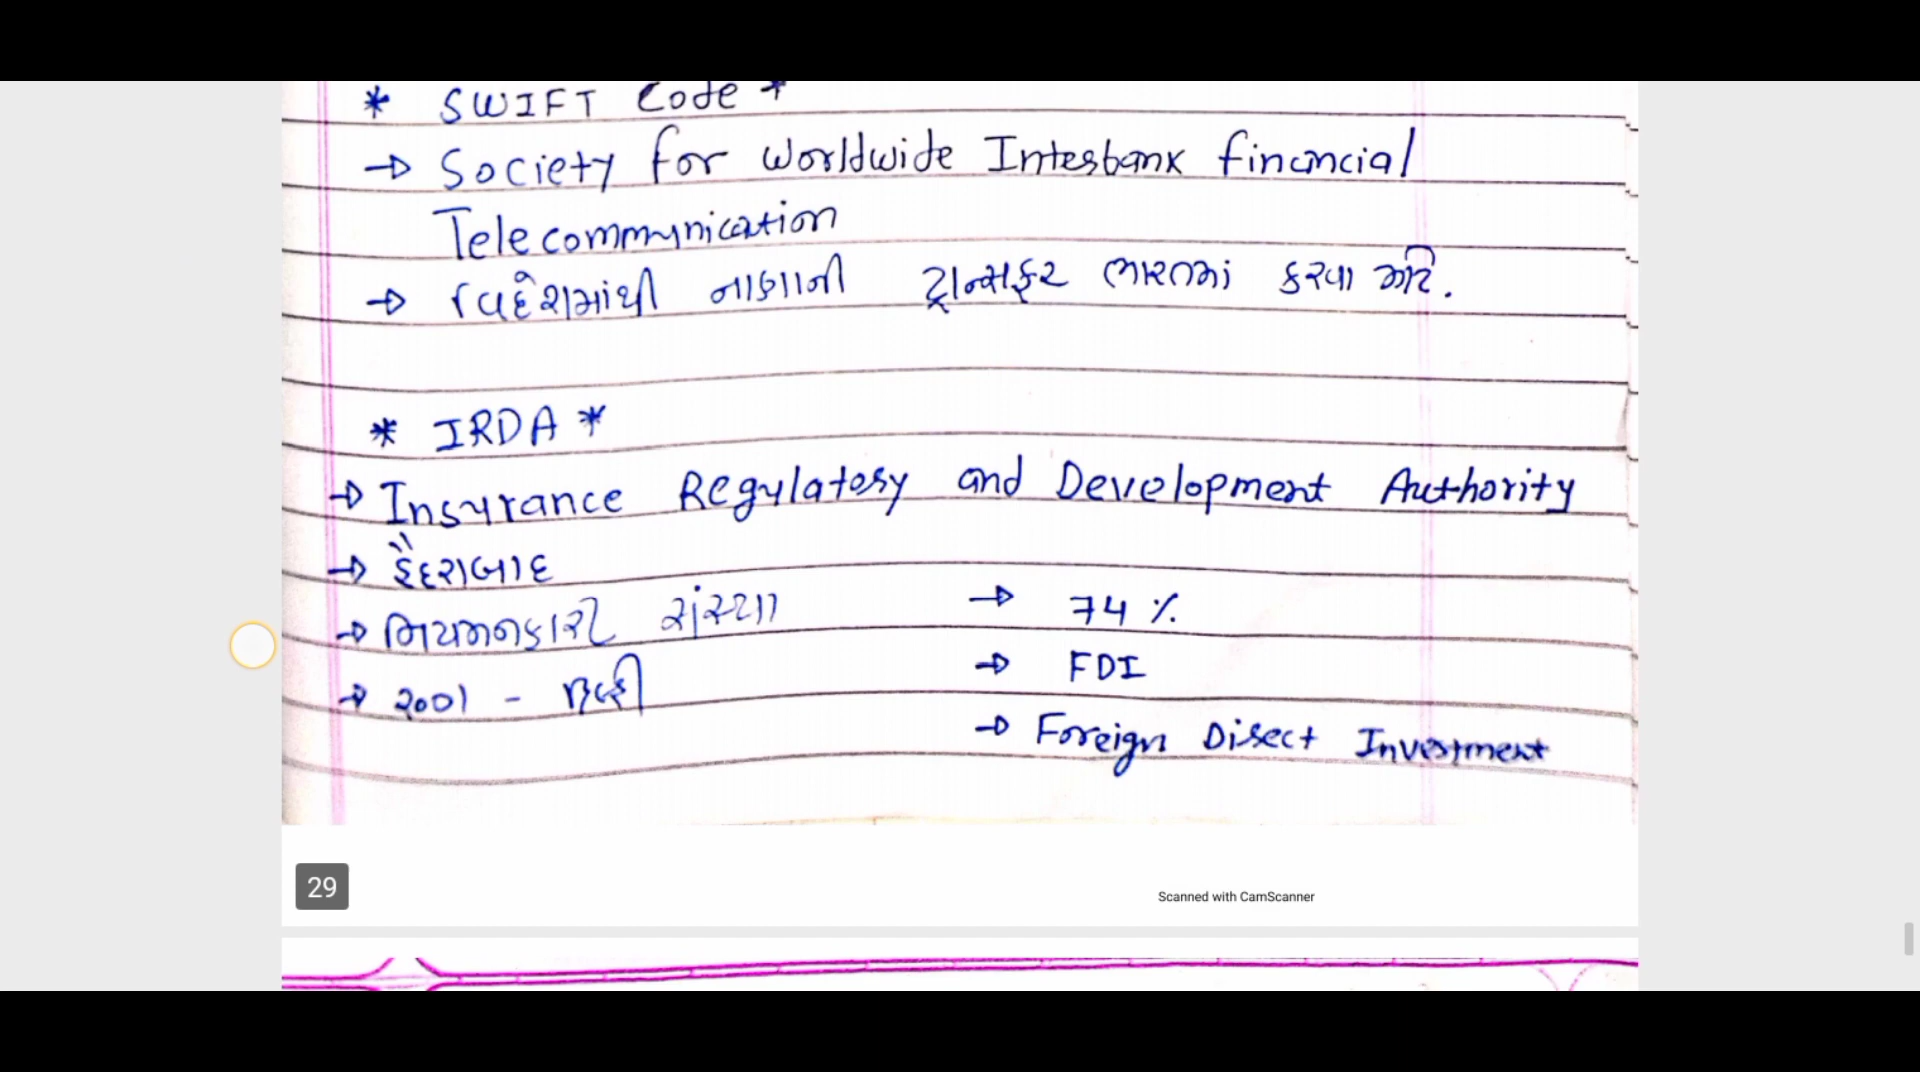 * SWIFT Code *
→ Society for Worldwide Interbank financial
Telecommunication
→ વિદેશમાંથી નાણાની ટ્રાન્સફર ભારતમાં કરવા માટે.
* IRDA *
→ Insurance Regulatory and Development Authority
→ હૈદરાબાદ
→ નિયમનકારી સંસ્થા → 74 %
→ 2001 - → FDI
→ Foreign Direct Investment
29
Scanned with CamScanner